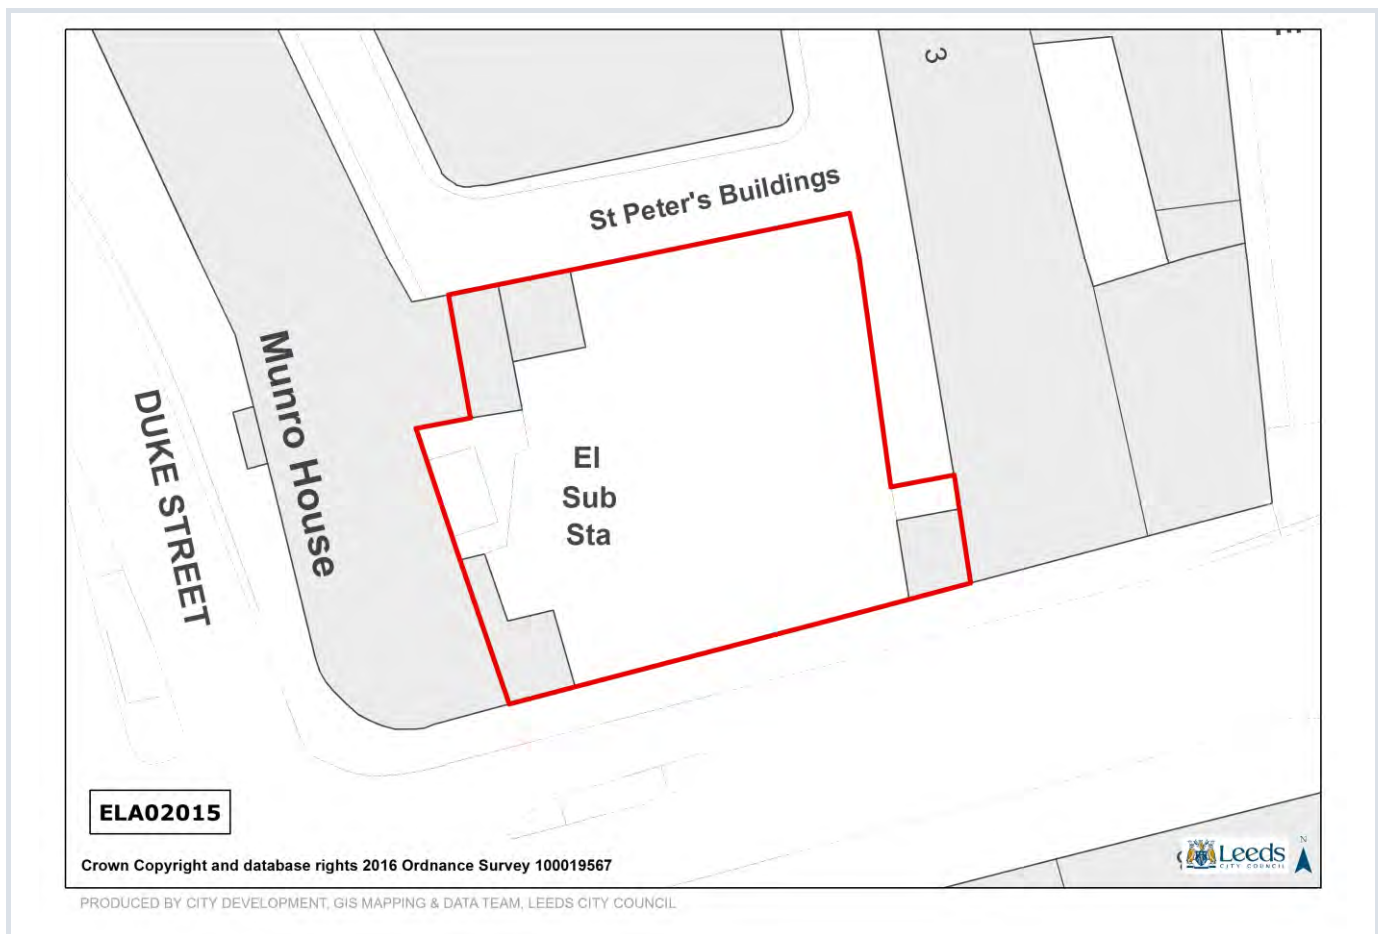 3
St Peter's Buildings
Munro House
DUKE STREET
El
Sub
Sta
ELA02015
Crown Copyright and database rights 2016 Ordnance Survey 100019567
Leeds
CITY COUNCIL
N
PRODUCED BY CITY DEVELOPMENT, GIS MAPPING & DATA TEAM, LEEDS CITY COUNCIL